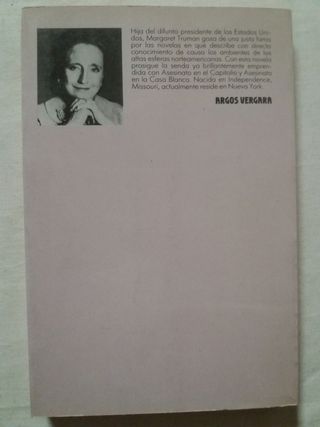 Hija del difunto presidente de los Estados Uni-
dos, Margaret Truman goza de una justa fama
por las novelas en que describe con directo
conocimiento de causa los ambientes de las
altas esferas norteamericanas. Con esta novela
prosigue la senda ya brillantemente empren-
dida con Asesinato en el Capitolio y Asesinato
en la Casa Blanca. Nacida en Independence,
Missouri, actualmente reside en Nueva York.
ARGOS VERGARA